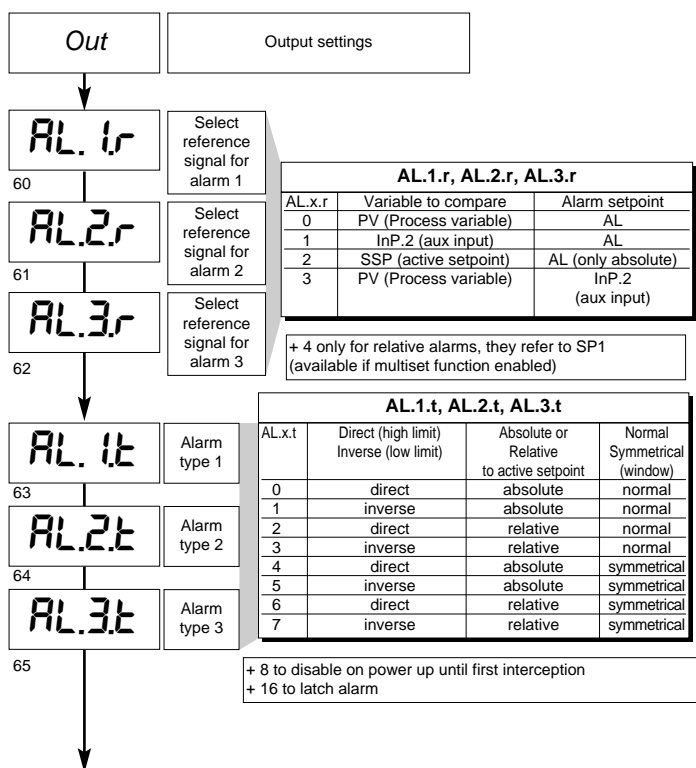 Out
Output settings
AL. 1.r
Select
reference
signal for
alarm 1
60
AL.2.r
Select
reference
signal for
alarm 2
61
AL.3.r
Select
reference
signal for
alarm 3
62
AL.1.r, AL.2.r, AL.3.r
AL.x.r Variable to compare Alarm setpoint
0 PV (Process variable) AL
1 InP.2 (aux input) AL
2 SSP (active setpoint) AL (only absolute)
3 PV (Process variable) InP.2
(aux input)
+ 4 only for relative alarms, they refer to SP1
(available if multiset function enabled)
AL. 1.t
Alarm
type 1
63
AL.2.t
Alarm
type 2
64
AL.3.t
Alarm
type 3
65
AL.1.t, AL.2.t, AL.3.t
AL.x.t Direct (high limit) Absolute or Normal
Inverse (low limit) Relative Symmetrical
to active setpoint (window)
0 direct absolute normal
1 inverse absolute normal
2 direct relative normal
3 inverse relative normal
4 direct absolute symmetrical
5 inverse absolute symmetrical
6 direct relative symmetrical
7 inverse relative symmetrical
+ 8 to disable on power up until first interception
+ 16 to latch alarm